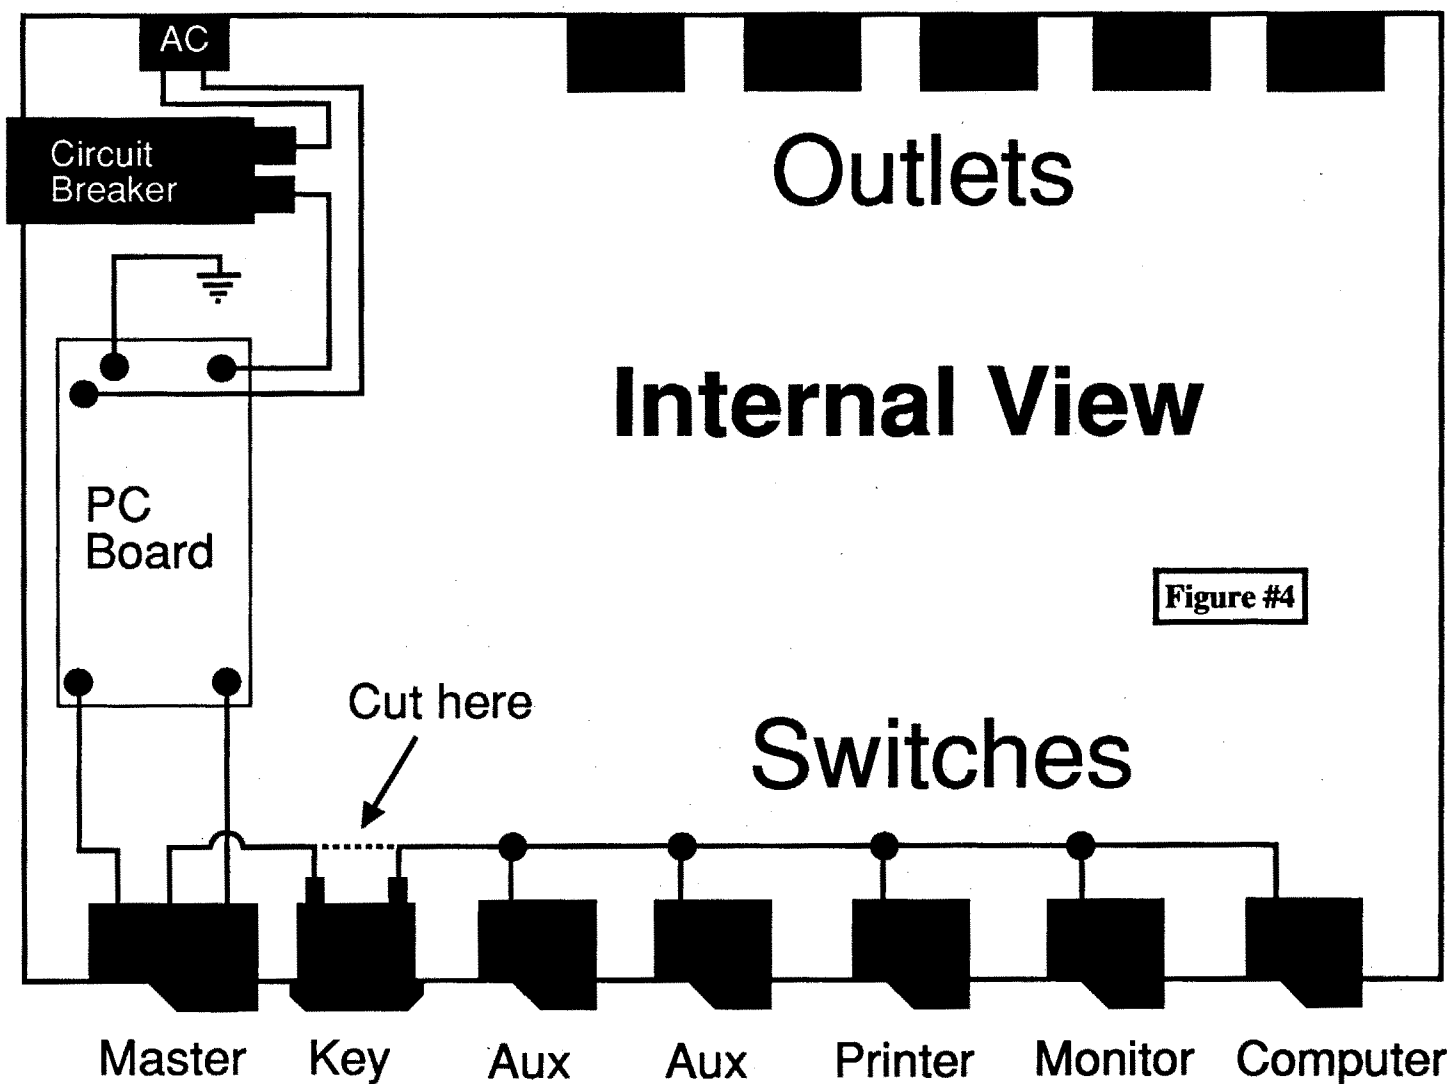 AC
Circuit
Breaker
Outlets
Internal View
PC
Board
Figure #4
Cut here
Switches
Master Key Aux Aux Printer Monitor Computer